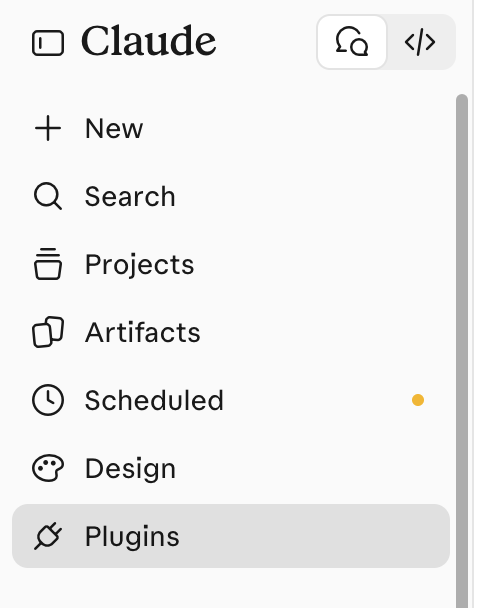 Claude
New
Search
Projects
Artifacts
Scheduled
Design
Plugins